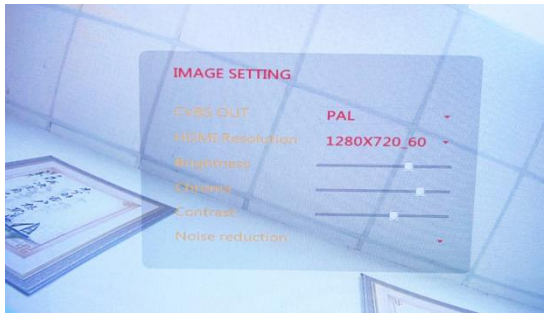 IMAGE SETTING
CVBS OUT PAL
HDMI Resolution 1280X720_60
Brightness
Chroma
Contrast
Noise reduction